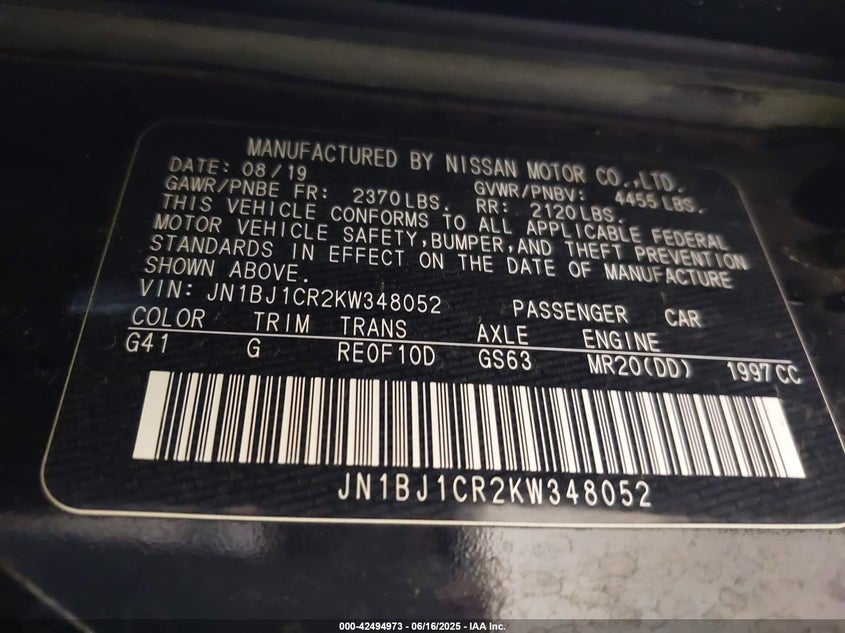 MANUFACTURED BY NISSAN MOTOR CO.,LTD.
DATE: 08/19 GVWR/PNBV: 4455LBS.
GAWR/PNBE FR: 2370LBS. RR: 2120LBS.
THIS VEHICLE CONFORMS TO ALL APPLICABLE FEDERAL
MOTOR VEHICLE SAFETY,BUMPER,AND THEFT PREVENTION
STANDARDS IN EFFECT ON THE DATE OF MANUFACTURE
SHOWN ABOVE.
VIN: JN1BJ1CR2KW348052 PASSENGER CAR
COLOR TRIM TRANS AXLE ENGINE
G41 G RE0F10D GS63 MR20(DD) 1997CC
JN1BJ1CR2KW348052
000-42494973 - 06/16/2025 - IAA Inc.